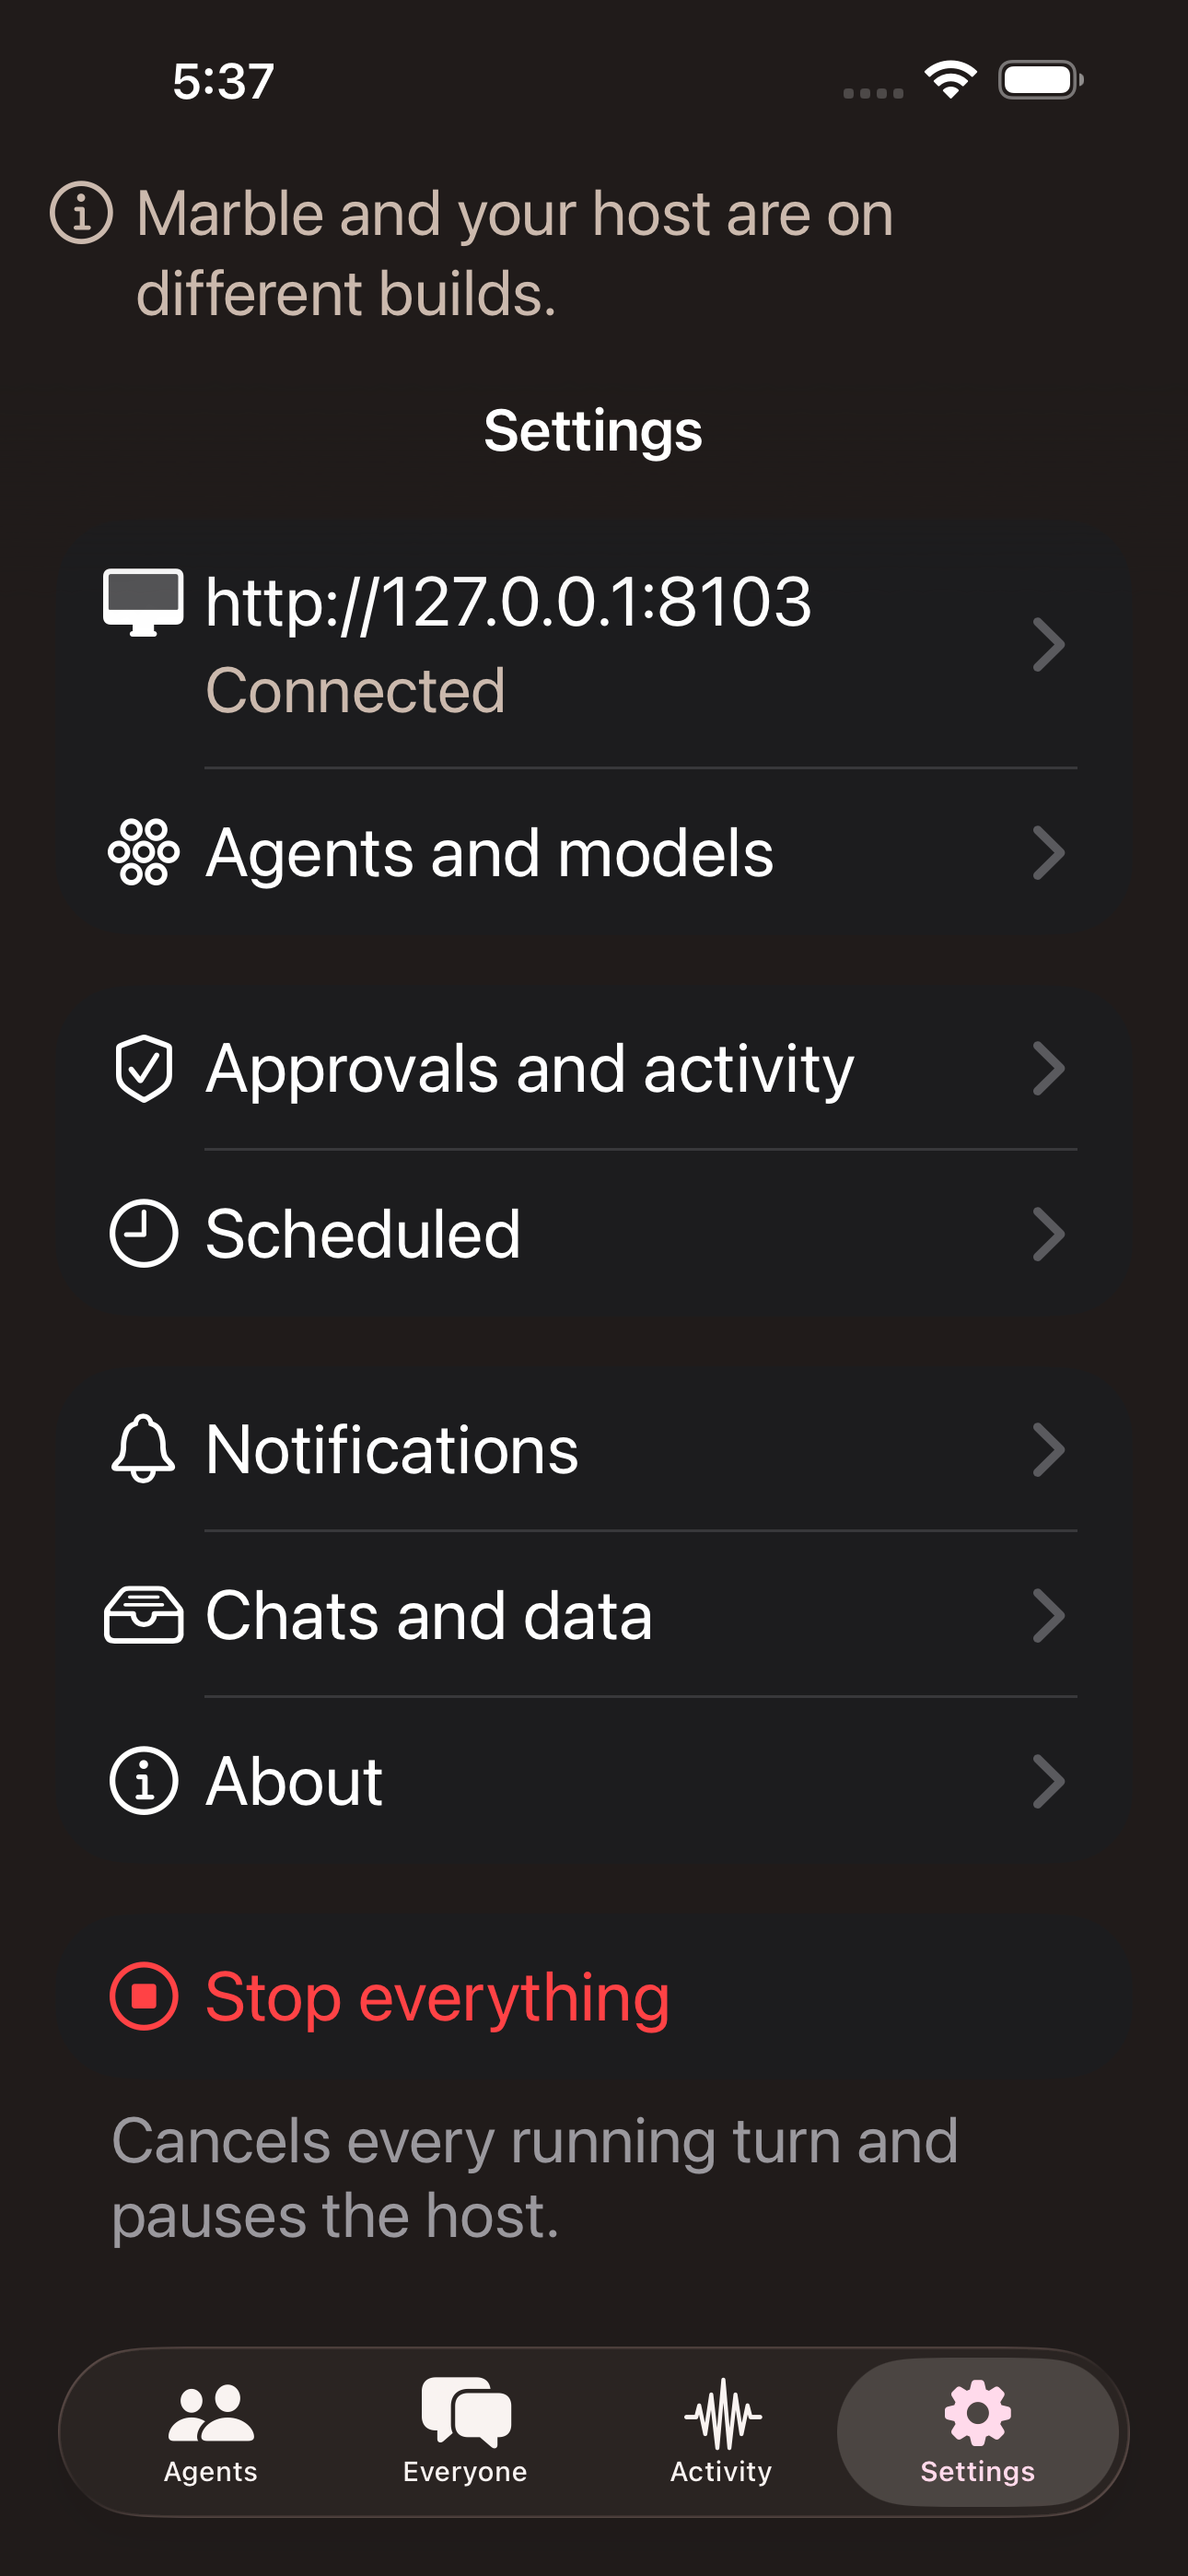 5:37
Marble and your host are on
different builds.
Settings
http://127.0.0.1:8103
Connected
Agents and models
Approvals and activity
Scheduled
Notifications
Chats and data
About
Stop everything
Cancels every running turn and
pauses the host.
Agents
Everyone
Activity
Settings